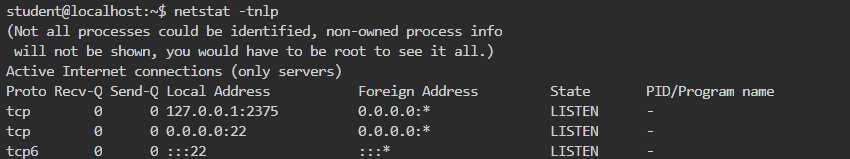 student@localhost:~$ netstat -tnlp
(Not all processes could be identified, non-owned process info
 will not be shown, you would have to be root to see it all.)
Active Internet connections (only servers)
Proto Recv-Q Send-Q Local Address           Foreign Address         State       PID/Program name
tcp        0      0 127.0.0.1:2375          0.0.0.0:*               LISTEN      -
tcp        0      0 0.0.0.0:22              0.0.0.0:*               LISTEN      -
tcp6       0      0 :::22                   :::*                    LISTEN      -